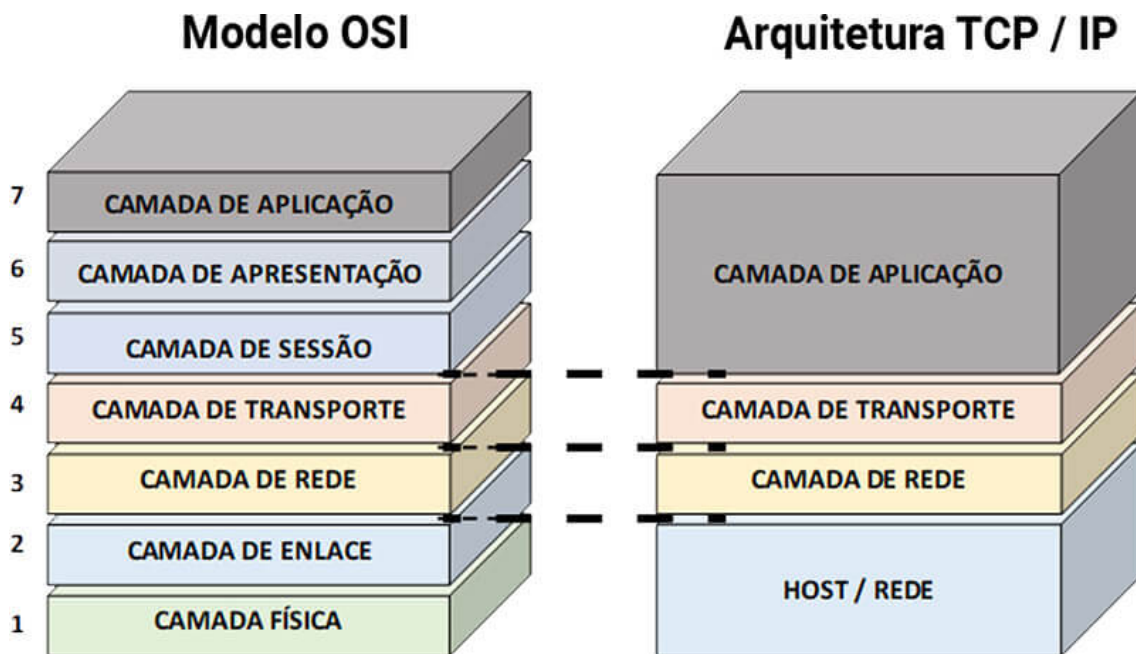 Modelo OSI
Arquitetura TCP / IP
7
CAMADA DE APLICAÇÃO
6
CAMADA DE APRESENTAÇÃO
5
CAMADA DE SESSÃO
4
CAMADA DE TRANSPORTE
3
CAMADA DE REDE
2
CAMADA DE ENLACE
1
CAMADA FÍSICA
CAMADA DE APLICAÇÃO
CAMADA DE TRANSPORTE
CAMADA DE REDE
HOST / REDE